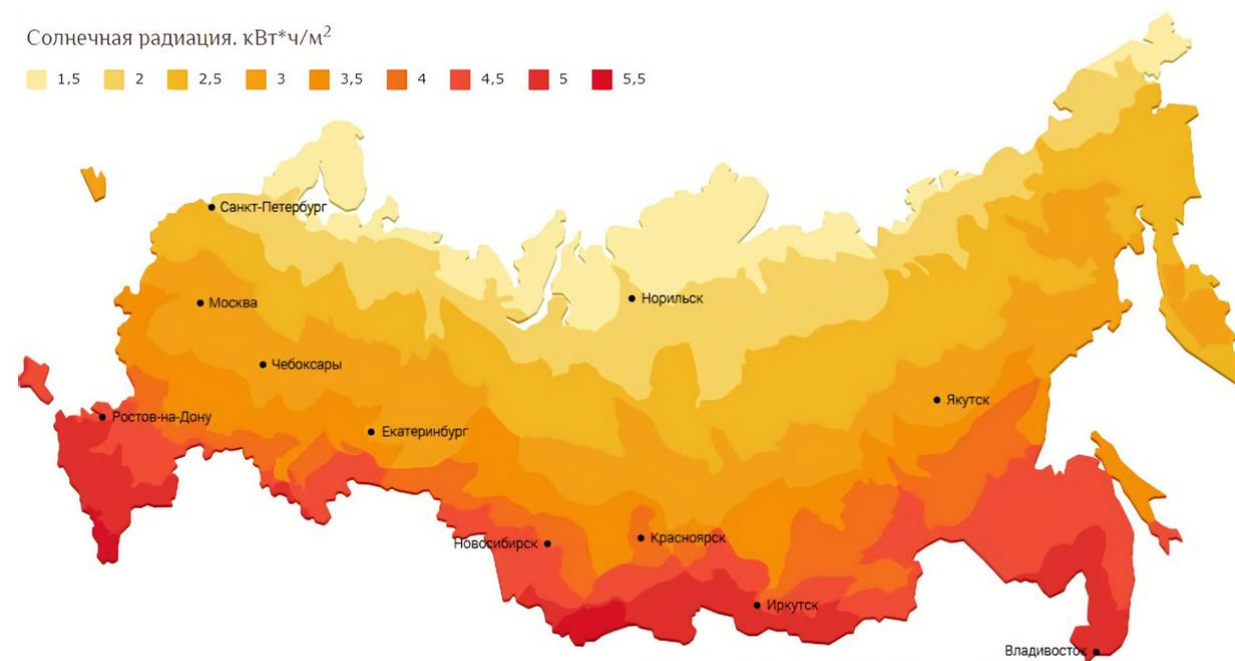 Солнечная радиация. кВт*ч/м²
1,5 2 2,5 3 3,5 4 4,5 5 5,5
Санкт-Петербург
Норильск
Москва
Чебоксары
Якутск
Ростов-на-Дону
Екатеринбург
Красноярск
Новосибирск
Иркутск
Владивосток